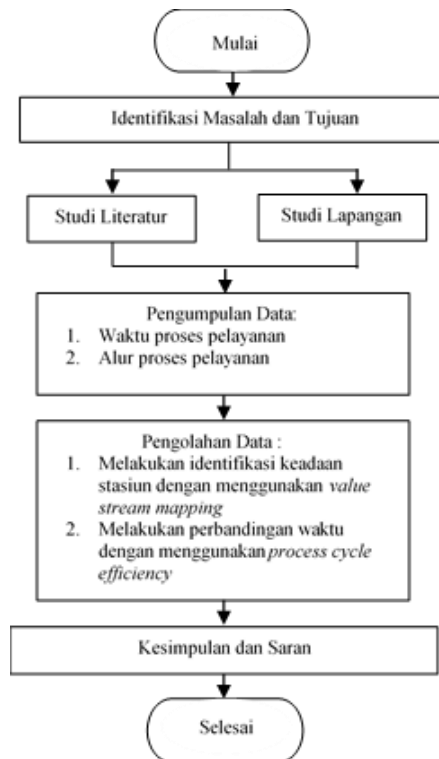 Mulai
Identifikasi Masalah dan Tujuan
Studi Literatur
Studi Lapangan
Pengumpulan Data:
1. Waktu proses pelayanan
2. Alur proses pelayanan
Pengolahan Data :
1. Melakukan identifikasi keadaan
stasiun dengan menggunakan value
stream mapping
2. Melakukan perbandingan waktu
dengan menggunakan process cycle
efficiency
Kesimpulan dan Saran
Selesai